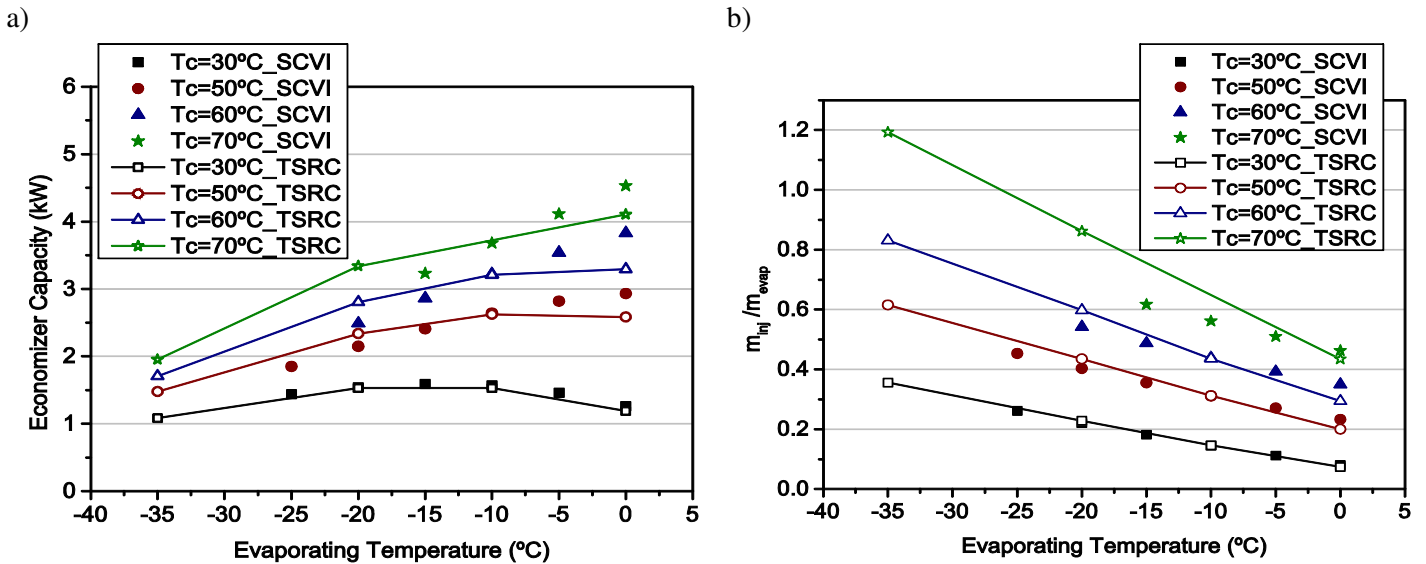 a)
Tc=30ºC_SCVI
Tc=50ºC_SCVI
Tc=60ºC_SCVI
Tc=70ºC_SCVI
Tc=30ºC_TSRC
Tc=50ºC_TSRC
Tc=60ºC_TSRC
Tc=70ºC_TSRC
Economizer Capacity (kW)
6
5
4
3
2
1
0
-40 -35 -30 -25 -20 -15 -10 -5 0 5
Evaporating Temperature (ºC)
b)
Tc=30ºC_SCVI
Tc=50ºC_SCVI
Tc=60ºC_SCVI
Tc=70ºC_SCVI
Tc=30ºC_TSRC
Tc=50ºC_TSRC
Tc=60ºC_TSRC
Tc=70ºC_TSRC
m_inj /m_evap
1.2
1.0
0.8
0.6
0.4
0.2
0.0
-40 -35 -30 -25 -20 -15 -10 -5 0 5
Evaporating Temperature (ºC)